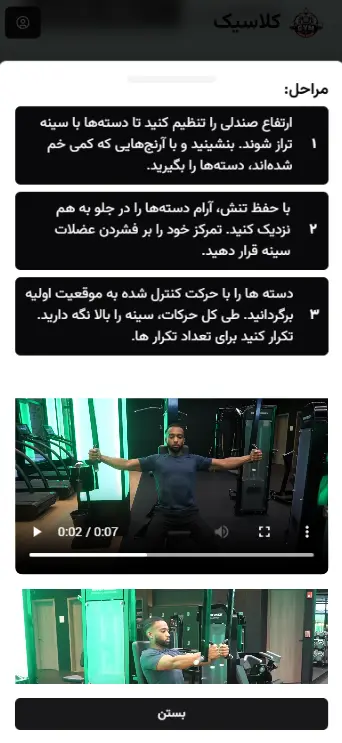 کلاسیک
مراحل:
۱
ارتفاع صندلی را تنظیم کنید تا دسته‌ها با سینه
تراز شوند. بنشینید و با آرنج‌هایی که کمی خم
شده‌اند، دسته‌ها را بگیرید.
۲
با حفظ تنش، آرام دسته‌ها را در جلو به هم
نزدیک کنید. تمرکز خود را بر فشردن عضلات
سینه قرار دهید.
۳
دسته ها را با حرکت کنترل شده به موقعیت اولیه
برگردانید. طی کل حرکات، سینه را بالا نگه دارید.
تکرار کنید برای تعداد تکرار ها.
0:02 / 0:07
بستن